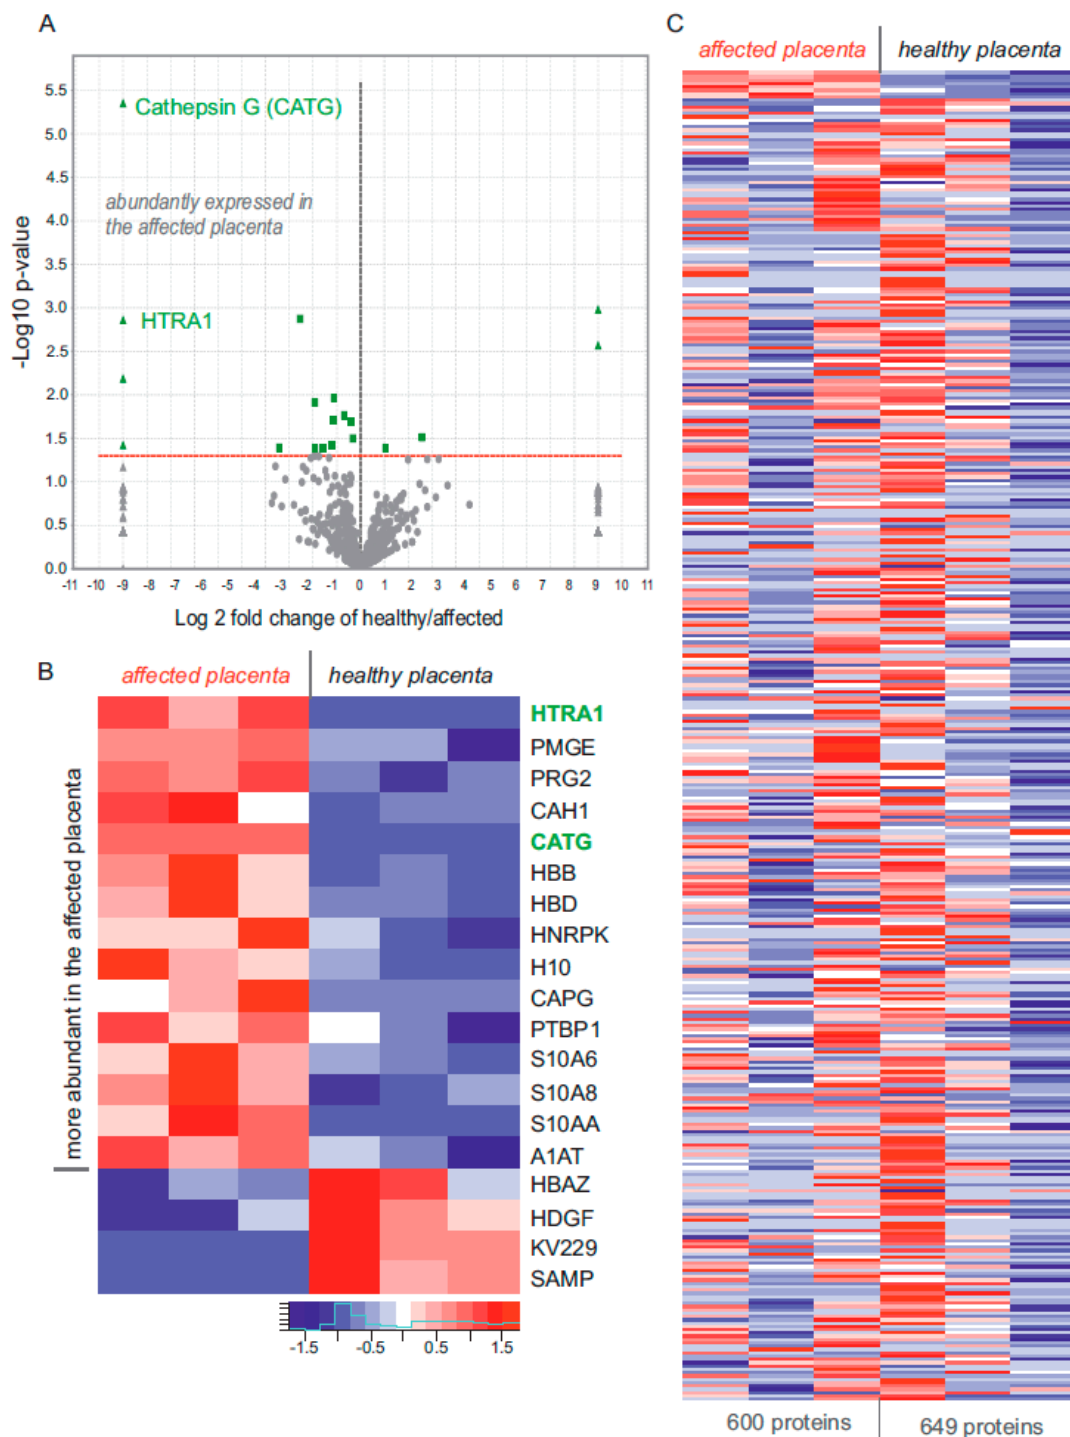 A
5.5
5.0
4.5
4.0
3.5
3.0
2.5
2.0
1.5
1.0
0.5
0.0
-Log10 p-value
Cathepsin G (CATG)
abundantly expressed in
the affected placenta
HTRA1
-11 -10 -9 -8 -7 -6 -5 -4 -3 -2 -1 0 1 2 3 4 5 6 7 8 9 10 11
Log 2 fold change of healthy/affected
B
affected placenta healthy placenta
more abundant in the affected placenta
HTRA1
PMGE
PRG2
CAH1
CATG
HBB
HBD
HNRPK
H10
CAPG
PTBP1
S10A6
S10A8
S10AA
A1AT
HBAZ
HDGF
KV229
SAMP
-1.5 -0.5 0.5 1.5
C
affected placenta healthy placenta
600 proteins 649 proteins